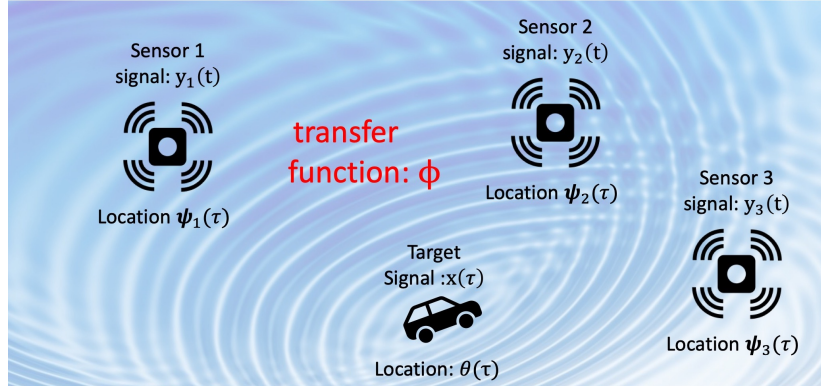 Sensor 1
signal: y₁(t)
Location 𝝍₁(τ)
transfer
function: ϕ
Sensor 2
signal: y₂(t)
Location 𝝍₂(τ)
Sensor 3
signal: y₃(t)
Location 𝝍₃(τ)
Target
Signal :x(τ)
Location: θ(τ)